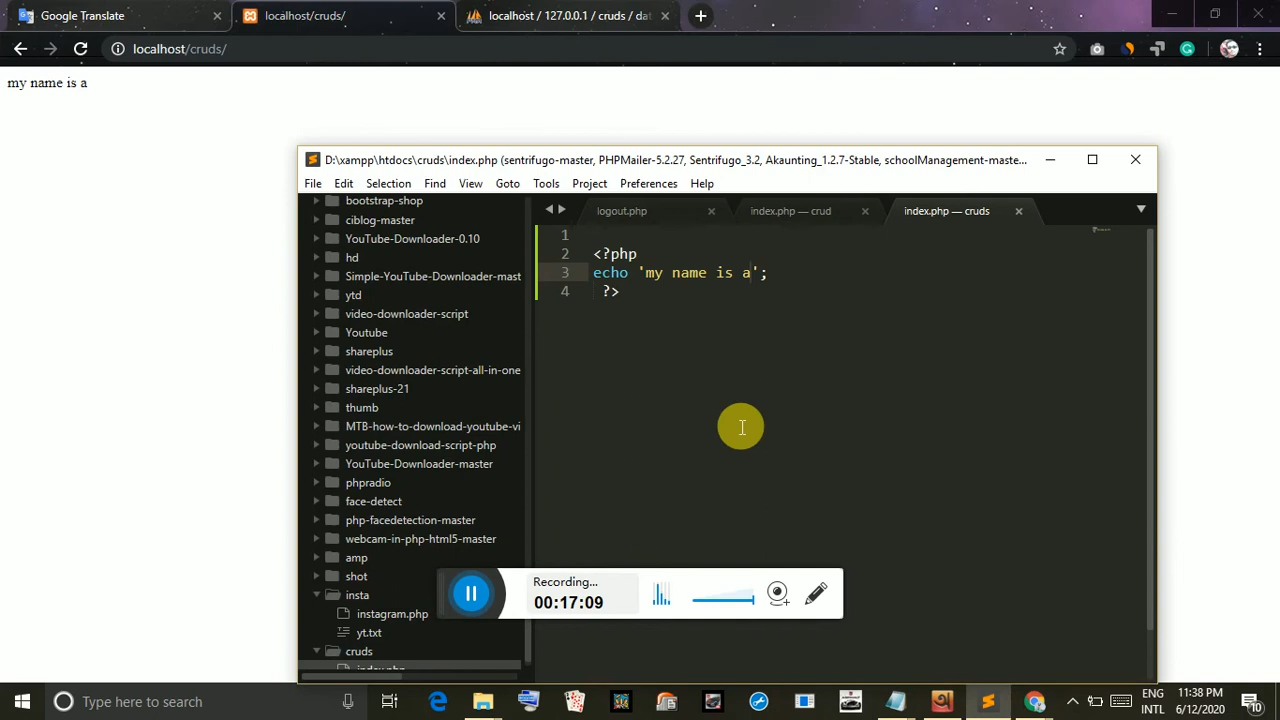 Google Translate
localhost/cruds/
localhost / 127.0.0.1 / cruds / dat
localhost/cruds/
my name is a
D:\xampp\htdocs\cruds\index.php (sentrifugo-master, PHPMailer-5.2.27, Sentrifugo_3.2, Akaunting_1.2.7-Stable, schoolManagement-maste...
File Edit Selection Find View Goto Tools Project Preferences Help
logout.php
index.php — crud
index.php — cruds
bootstrap-shop
ciblog-master
YouTube-Downloader-0.10
hd
Simple-YouTube-Downloader-mast
ytd
video-downloader-script
Youtube
shareplus
video-downloader-script-all-in-one
shareplus-21
thumb
MTB-how-to-download-youtube-vi
youtube-download-script-php
YouTube-Downloader-master
phpradio
face-detect
php-facedetection-master
webcam-in-php-html5-master
amp
shot
insta
instagram.php
yt.txt
cruds
index.php
1
2 <?php
3 echo 'my name is a';
4 ?>
Recording...
00:17:09
Type here to search
ENG
INTL
11:38 PM
6/12/2020
10